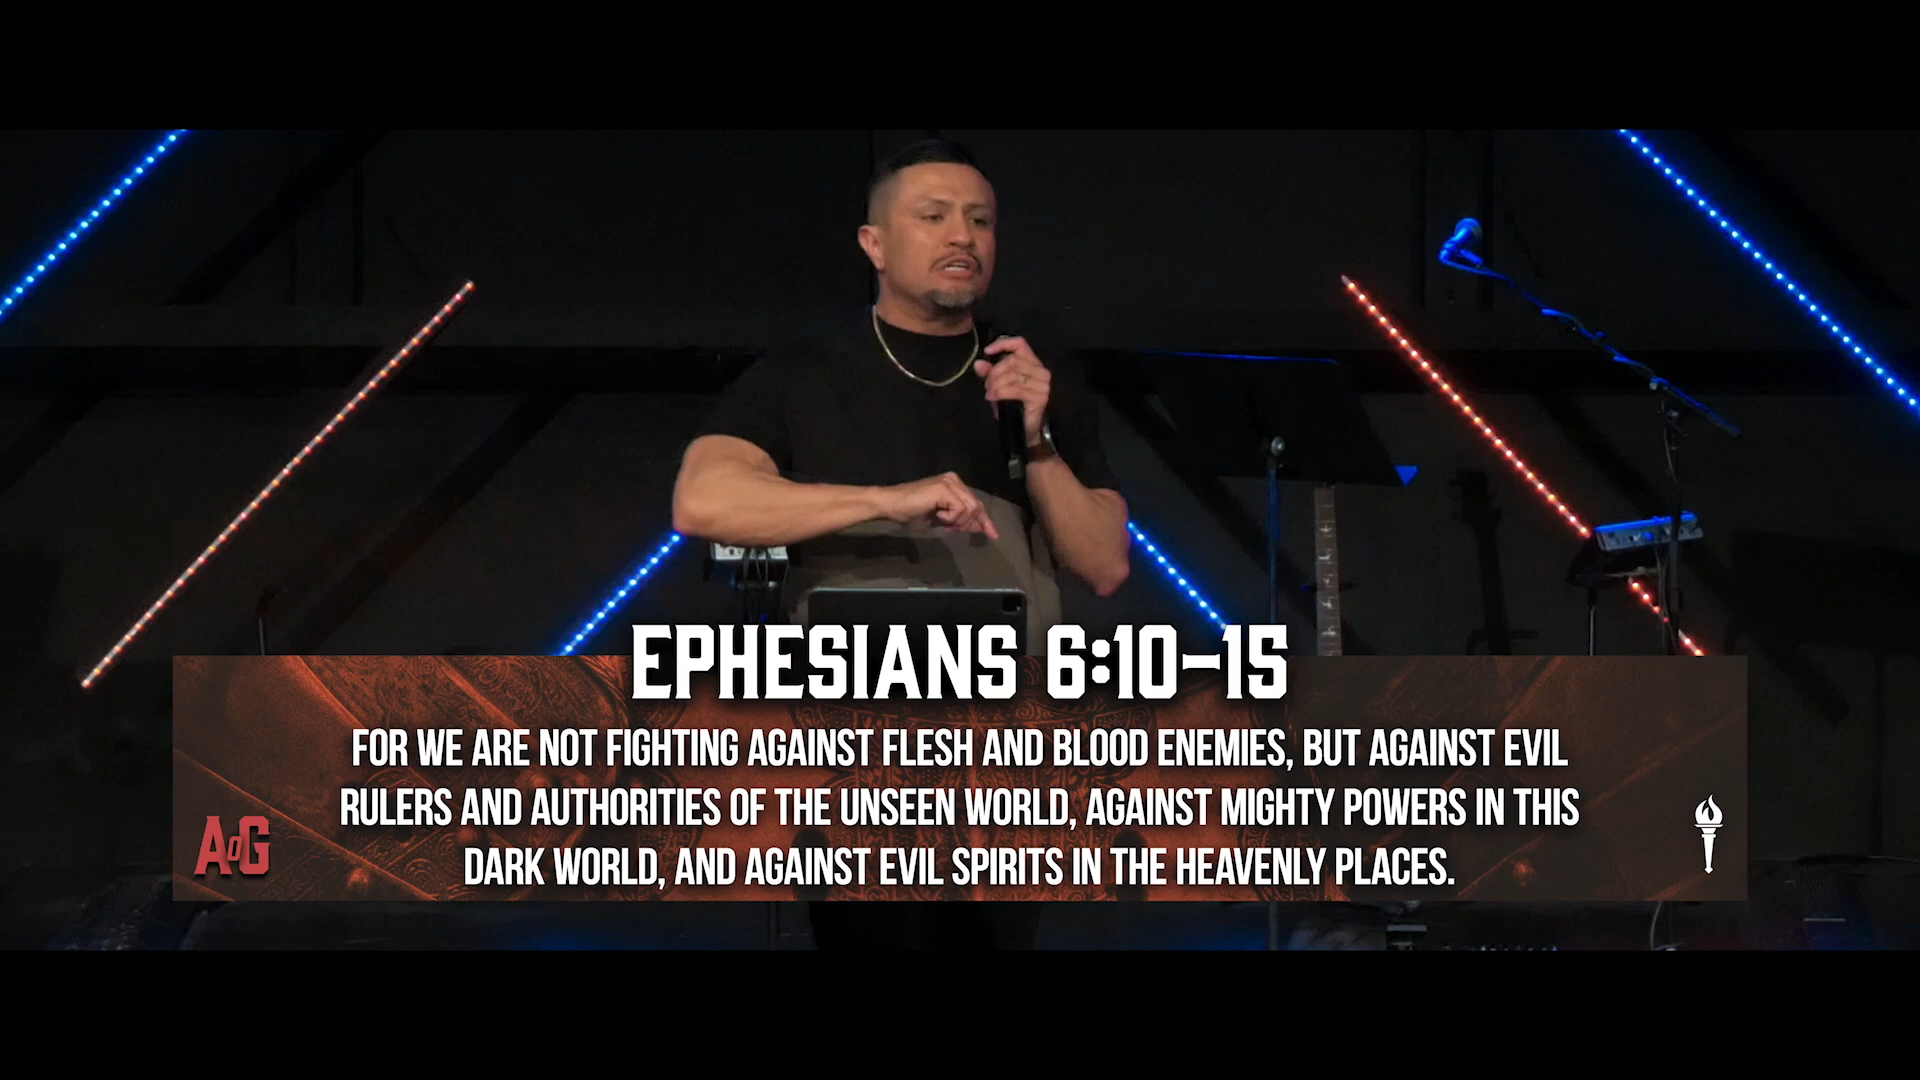 EPHESIANS 6:10–15
FOR WE ARE NOT FIGHTING AGAINST FLESH AND BLOOD ENEMIES, BUT AGAINST EVIL
RULERS AND AUTHORITIES OF THE UNSEEN WORLD, AGAINST MIGHTY POWERS IN THIS
DARK WORLD, AND AGAINST EVIL SPIRITS IN THE HEAVENLY PLACES.
AoG